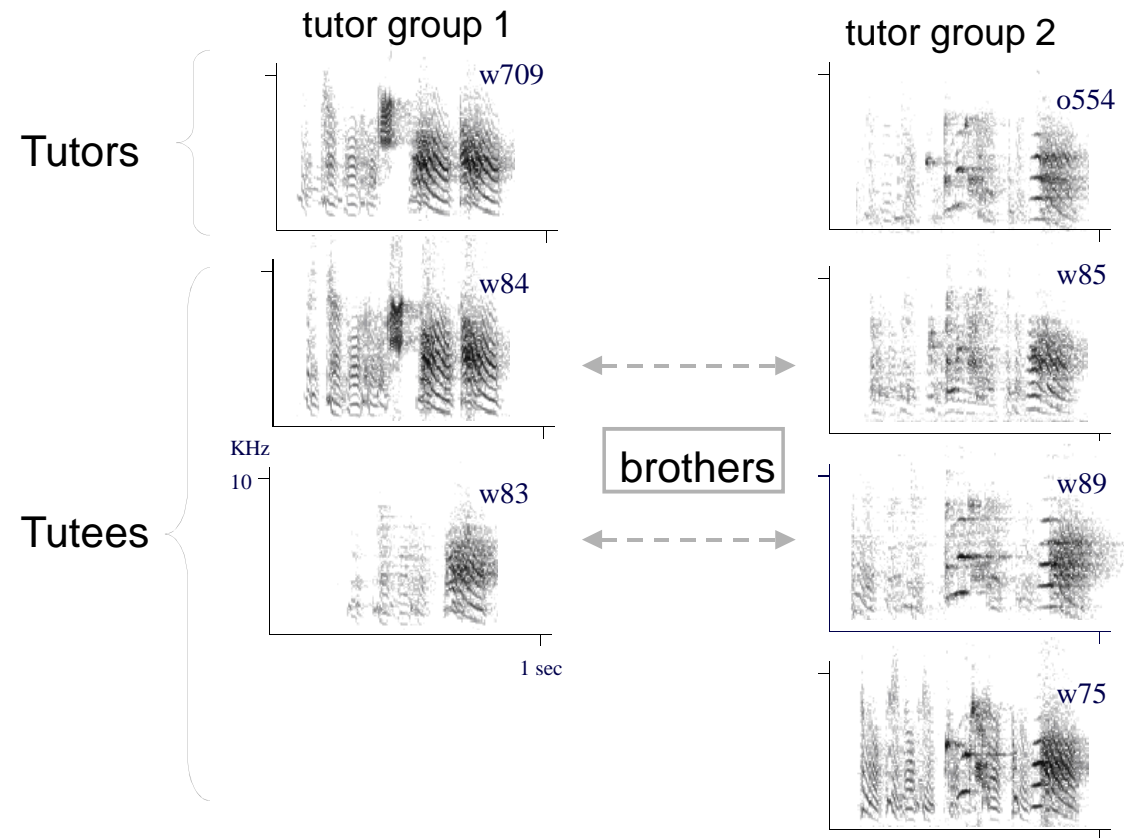 tutor group 1
tutor group 2
Tutors
w709
o554
w84
w85
brothers
KHz
10
w83
w89
Tutees
1 sec
w75